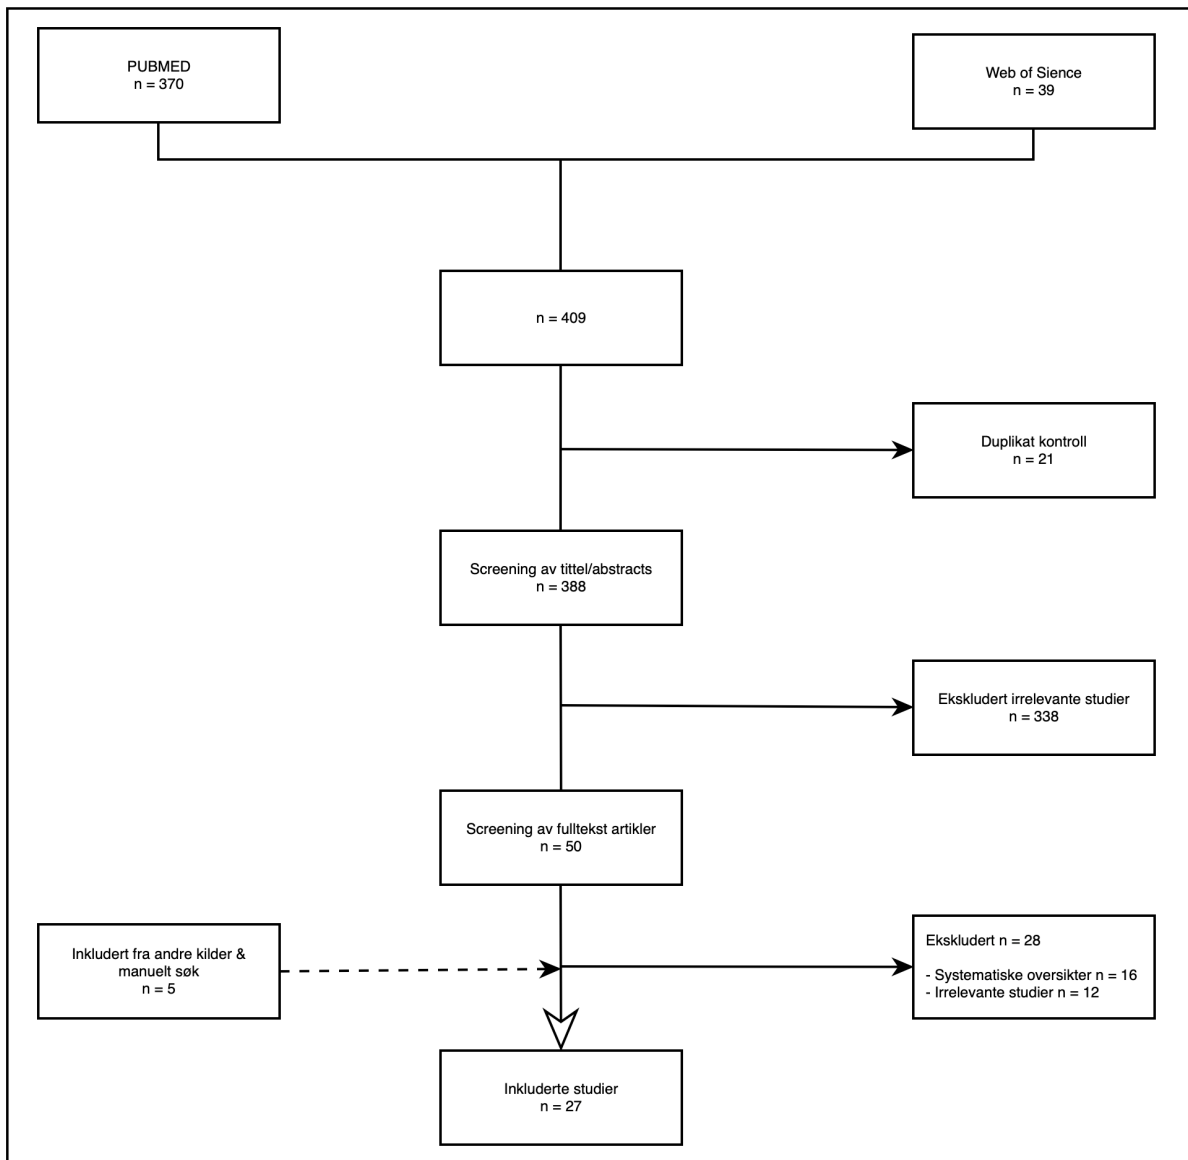 PUBMED
n = 370
Web of Sience
n = 39
n = 409
Duplikat kontroll
n = 21
Screening av tittel/abstracts
n = 388
Ekskludert irrelevante studier
n = 338
Screening av fulltekst artikler
n = 50
Inkludert fra andre kilder &
manuelt søk
n = 5
Ekskludert n = 28
- Systematiske oversikter n = 16
- Irrelevante studier n = 12
Inkluderte studier
n = 27